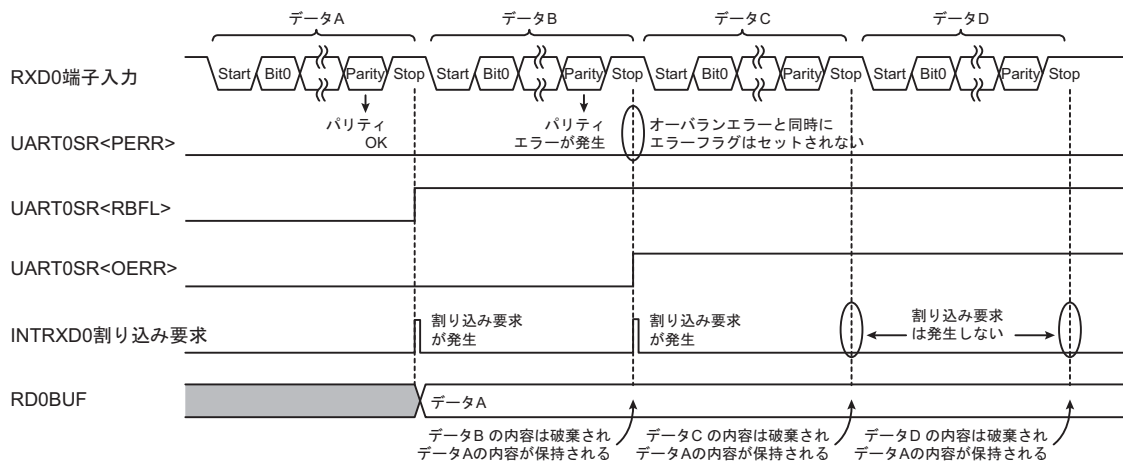 データA データB データC データD
RXD0端子入力 Start Bit0 Parity Stop Start Bit0 Parity Stop Start Bit0 Parity Stop Start Bit0 Parity Stop
パリティ
OK
パリティ
エラーが発生
オーバランエラーと同時に
エラーフラグはセットされない
UART0SR<PERR>
UART0SR<RBFL>
UART0SR<OERR>
INTRXD0割り込み要求
割り込み要求
が発生
割り込み要求
が発生
割り込み要求
は発生しない
RD0BUF
データA
データB の内容は破棄され
データAの内容が保持される
データC の内容は破棄され
データAの内容が保持される
データD の内容は破棄され
データAの内容が保持される